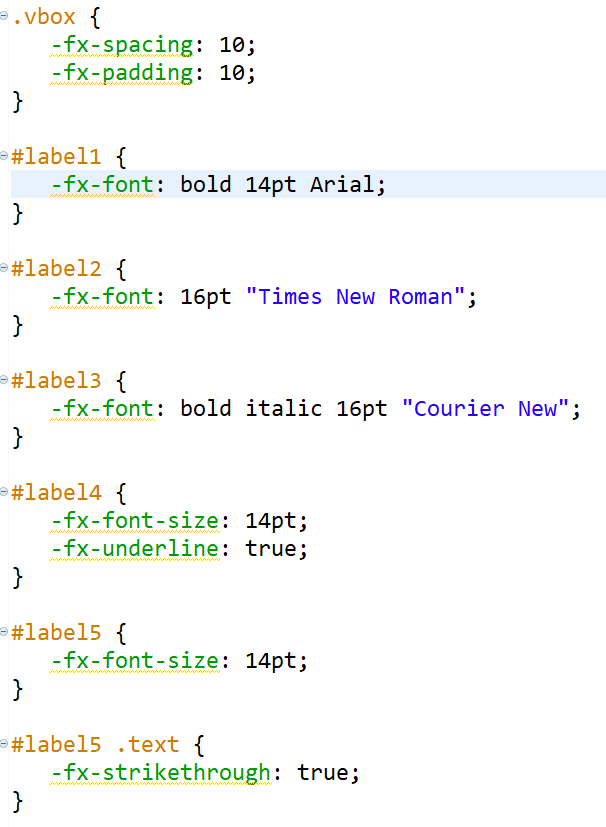 .vbox {
   -fx-spacing: 10;
   -fx-padding: 10;
}

#label1 {
   -fx-font: bold 14pt Arial;
}

#label2 {
   -fx-font: 16pt "Times New Roman";
}

#label3 {
   -fx-font: bold italic 16pt "Courier New";
}

#label4 {
   -fx-font-size: 14pt;
   -fx-underline: true;
}

#label5 {
   -fx-font-size: 14pt;
}

#label5 .text {
   -fx-strikethrough: true;
}